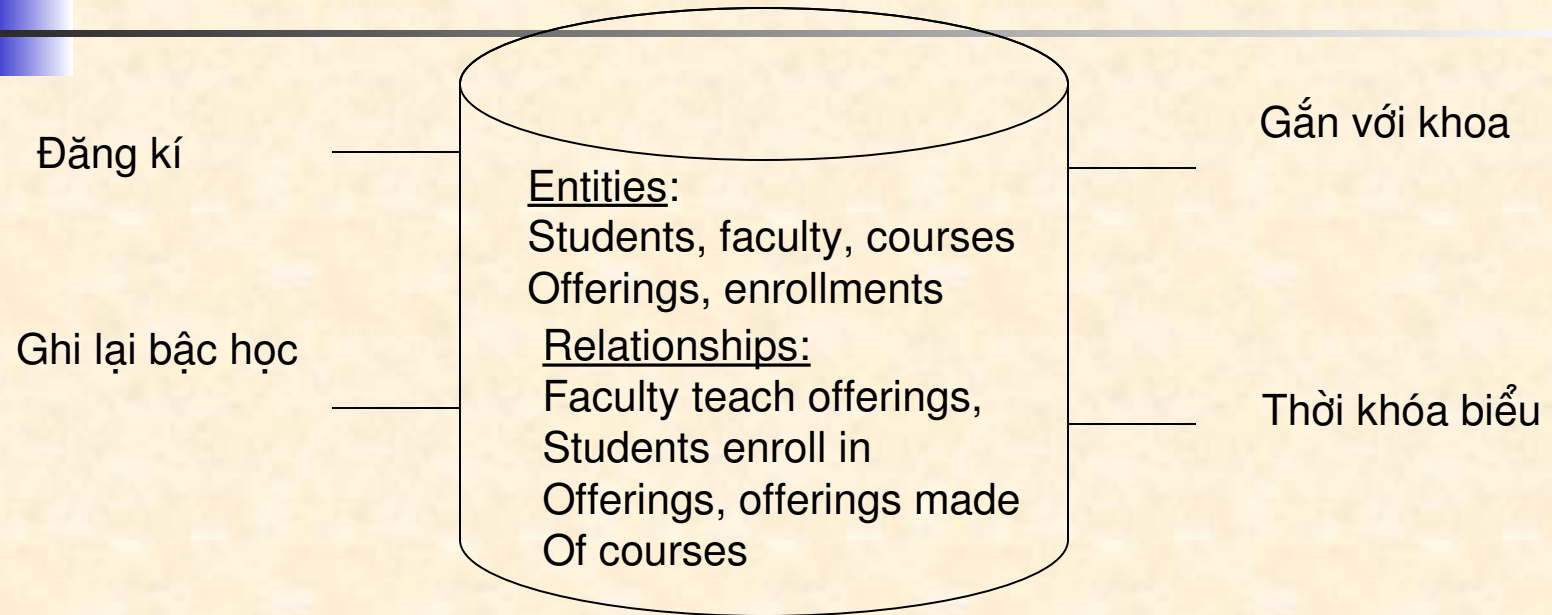 Đăng kí
Ghi lại bậc học
Entities:
Students, faculty, courses
Offerings, enrollments
Relationships:
Faculty teach offerings,
Students enroll in
Offerings, offerings made
Of courses
Gắn với khoa
Thời khóa biểu